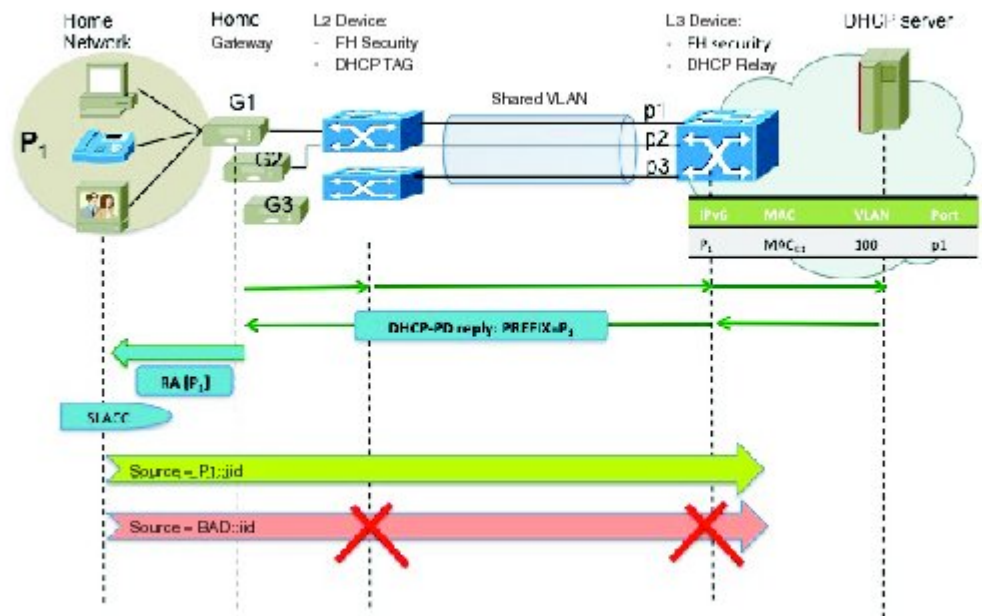 Home
Network
Home
Gateway
L2 Device:
- FH Security
- DHCP TAG
L3 Device:
- FH security
- DHCP Relay
DHCP server
P1
G1
G2
G3
Shared VLAN
p1
p2
p3
IPv6 MAC VLAN Port
P1 100 p1
DHCP-PD reply: PREFIX=P1
RA [P1]
SLACC
Source = P1::iid
Source = BAD::iid